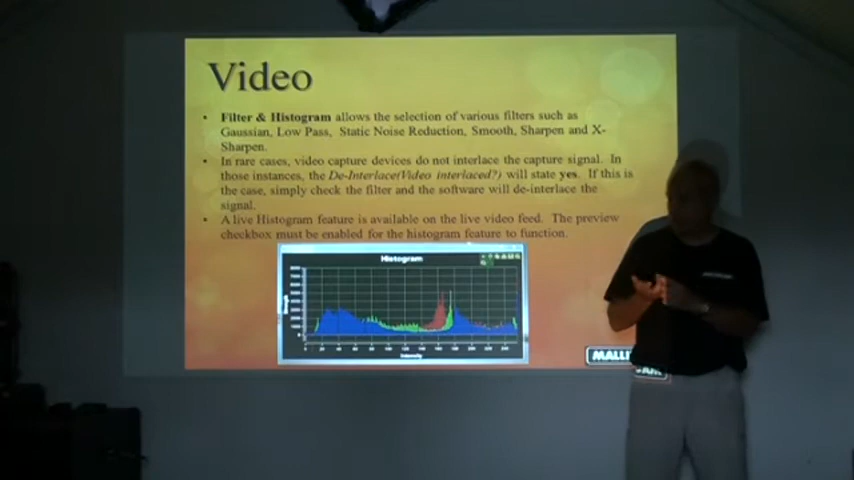 Video
• Filter & Histogram allows the selection of various filters such as
Gaussian, Low Pass, Static Noise Reduction, Smooth, Sharpen and X-
Sharpen.
• In rare cases, video capture devices do not interlace the capture signal. In
those instances, the De-Interlace(Video interlaced?) will state yes. If this is
the case, simply check the filter and the software will de-interlace the
signal.
• A live Histogram feature is available on the live video feed. The preview
checkbox must be enabled for the histogram feature to function.
Histogram
Intensity
MALLI